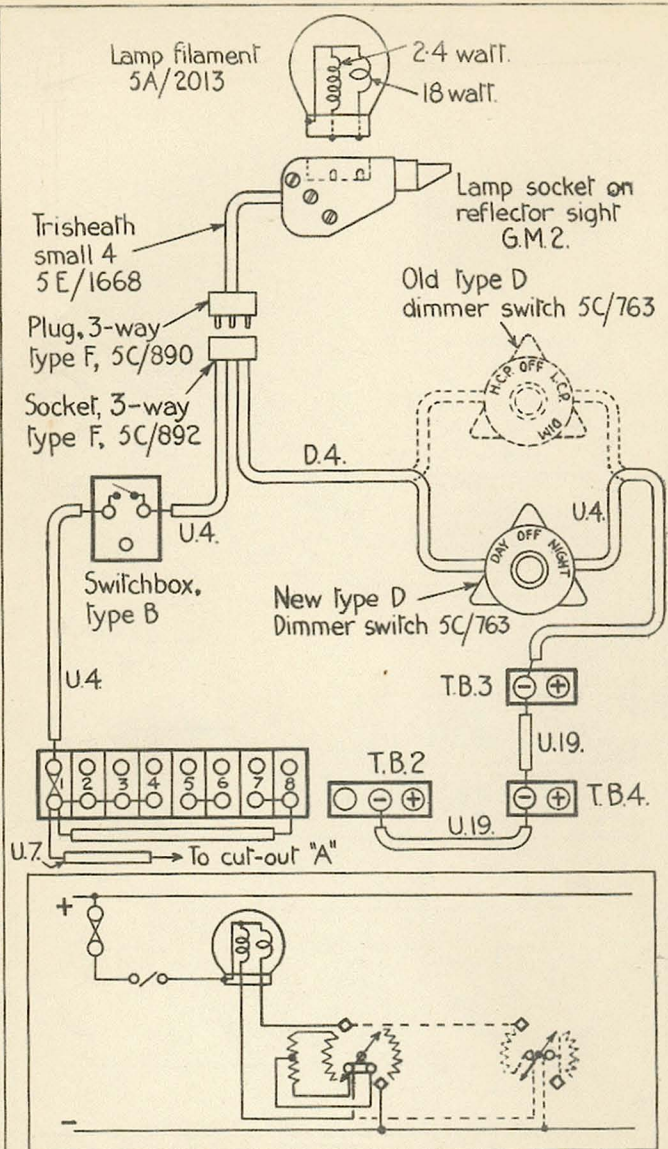 Lamp filament
5A/2013
2·4 watt.
18 watt.
Lamp socket on
reflector sight
G.M.2.
Trisheath
small 4
5E/1668
Old type D
dimmer switch 5C/763
Plug, 3-way
type F, 5C/890
Socket, 3-way
type F, 5C/892
H.C.P. OFF L.C.P.
DIM
D.4.
U.4.
U.4.
DAY OFF NIGHT
Switchbox,
type B
New type D
Dimmer switch 5C/763
U.4.
T.B.3
− +
U.19.
T.B.2
− +
T.B.4.
− +
U.19.
1 2 3 4 5 6 7 8
U.7.
To cut-out "A"
+
−